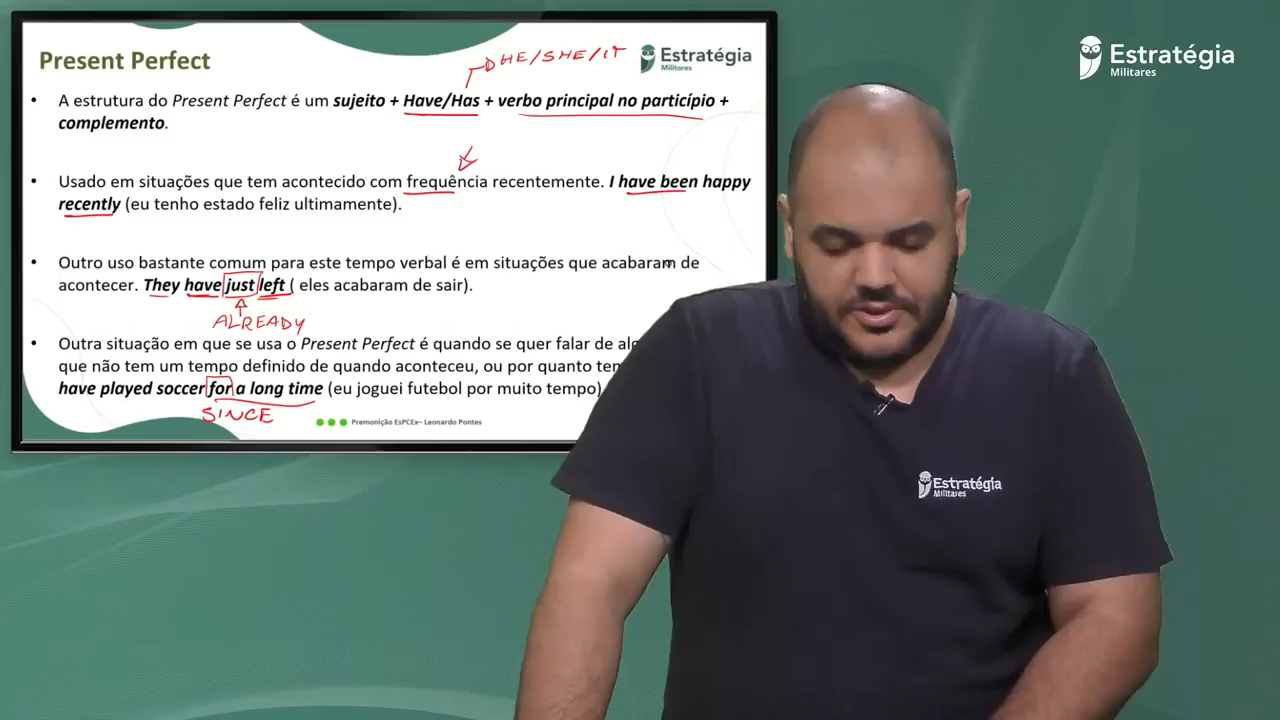 Present Perfect
HE/SHE/IT
Estratégia
Militares
Estratégia
Militares
• A estrutura do Present Perfect é um sujeito + Have/Has + verbo principal no particípio +
complemento.
• Usado em situações que tem acontecido com frequência recentemente. I have been happy
recently (eu tenho estado feliz ultimamente).
• Outro uso bastante comum para este tempo verbal é em situações que acabaram de
acontecer. They have just left ( eles acabaram de sair).
ALREADY
• Outra situação em que se usa o Present Perfect é quando se quer falar de
que não tem um tempo definido de quando aconteceu, ou por quanto
have played soccer for a long time (eu joguei futebol por muito tempo)
SINCE
Premonição EsPCEx– Leonardo Pontes
Estratégia
Militares